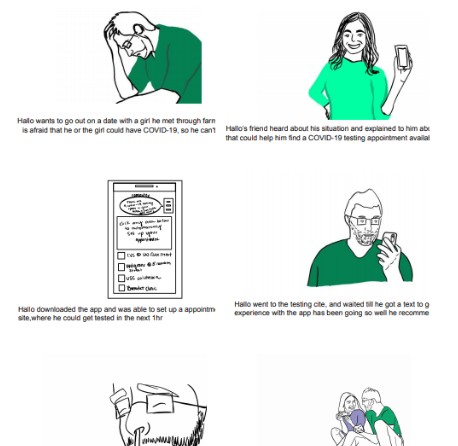 Hallo wants to go out on a date with a girl he met through farm
is afraid that he or the girl could have COVID-19, so he can't
Hallo's friend heard about his situation and explained to him abo
that could help him find a COVID-19 testing appointment availal
Hallo downloaded the app and was able to set up a appointm
site,where he could get tested in the next 1hr
Hallo went to the testing cite, and waited till he got a text to g
experience with the app has been going so well he recomme